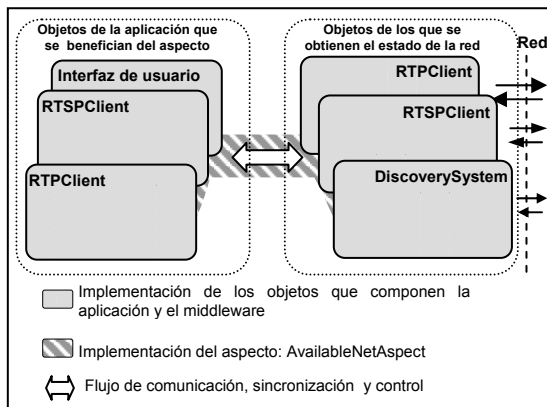 Objetos de la aplicación que
se benefician del aspecto
Objetos de los que se
obtienen el estado de la red
Red
Interfaz de usuario
RTSPClient
RTPClient
RTPClient
RTSPClient
DiscoverySystem
Implementación de los objetos que componen la
aplicación y el middleware
Implementación del aspecto: AvailableNetAspect
Flujo de comunicación, sincronización y control